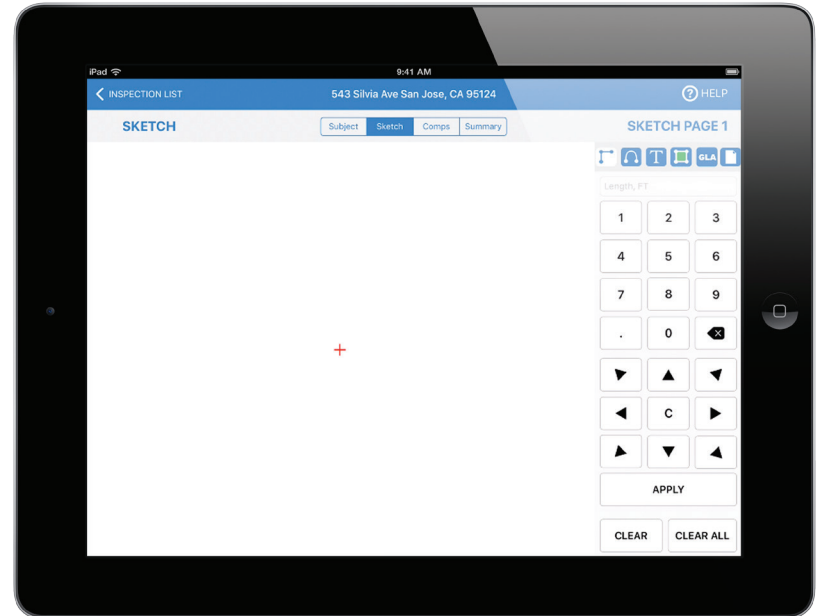 iPad 9:41 AM
INSPECTION LIST 543 Silvia Ave San Jose, CA 95124 ? HELP
SKETCH Subject Sketch Comps Summary SKETCH PAGE 1
T GLA
Length, FT
1 2 3
4 5 6
7 8 9
. 0
C
APPLY
CLEAR CLEAR ALL